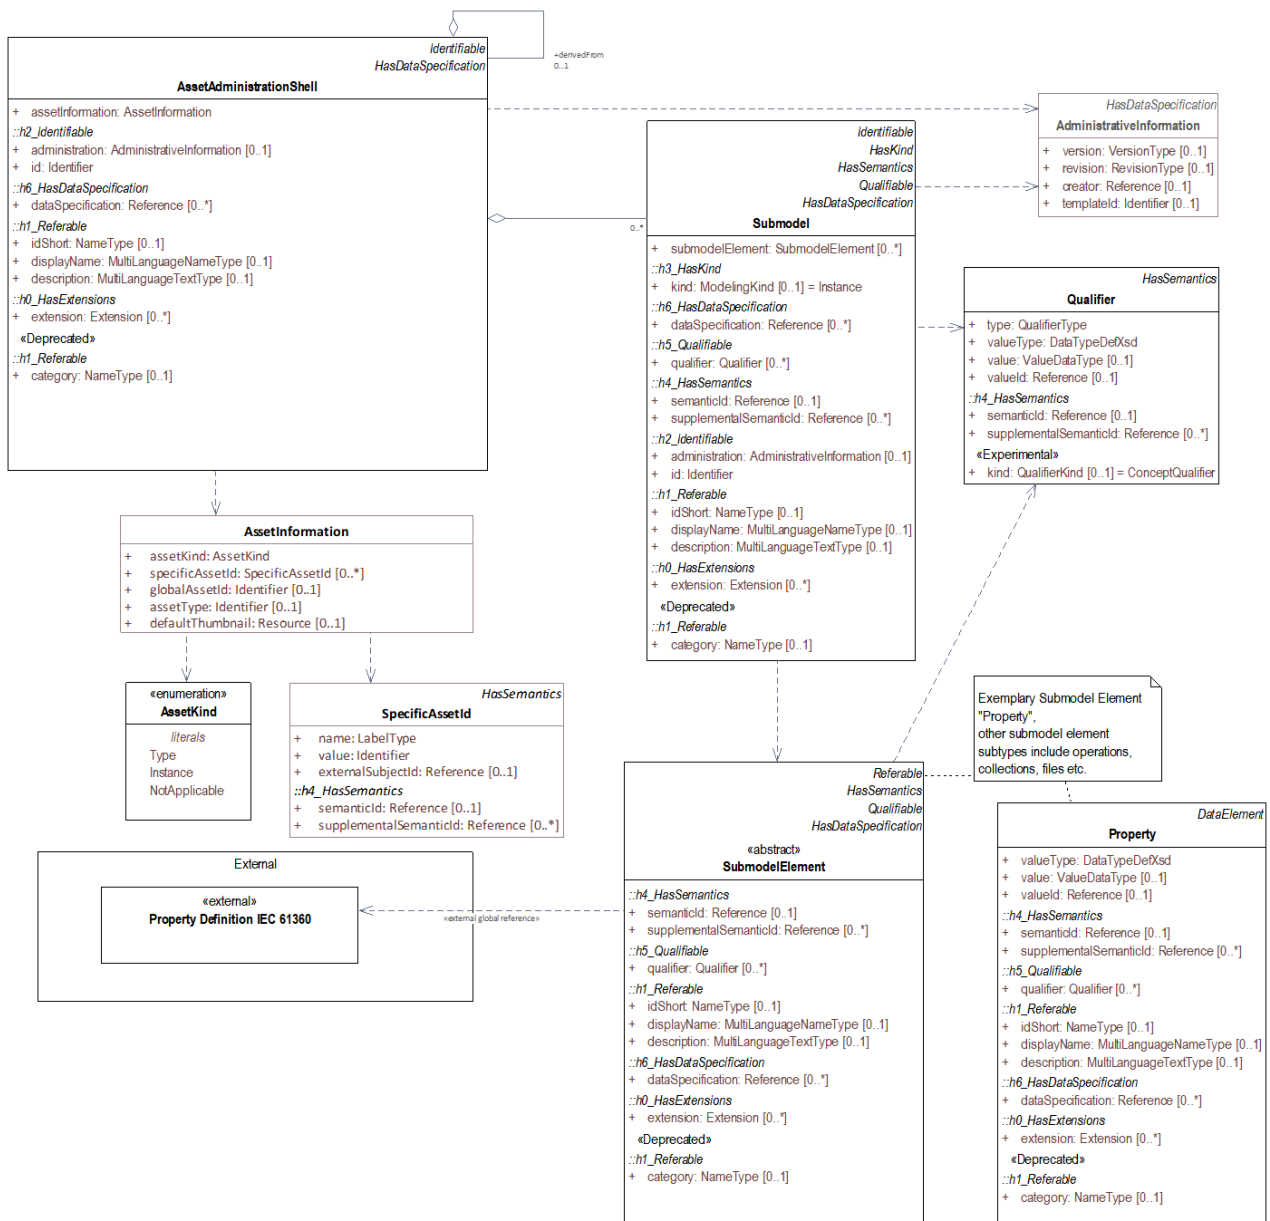 Identifiable
HasDataSpecification
AssetAdministrationShell
+ assetInformation: AssetInformation
::h2_Identifiable
+ administration: AdministrativeInformation [0..1]
+ id: Identifier
::h6_HasDataSpecification
+ dataSpecification: Reference [0..*]
::h1_Referable
+ idShort: NameType [0..1]
+ displayName: MultiLanguageNameType [0..1]
+ description: MultiLanguageTextType [0..1]
::h0_HasExtensions
+ extension: Extension [0..*]
«Deprecated»
::h1_Referable
+ category: NameType [0..1]
+derivedFrom
0..1
0..*
Identifiable
HasKind
HasSemantics
Qualifiable
HasDataSpecification
Submodel
+ submodelElement: SubmodelElement [0..*]
::h3_HasKind
+ kind: ModelingKind [0..1] = Instance
::h6_HasDataSpecification
+ dataSpecification: Reference [0..*]
::h5_Qualifiable
+ qualifier: Qualifier [0..*]
::h4_HasSemantics
+ semanticId: Reference [0..1]
+ supplementalSemanticId: Reference [0..*]
::h2_Identifiable
+ administration: AdministrativeInformation [0..1]
+ id: Identifier
::h1_Referable
+ idShort: NameType [0..1]
+ displayName: MultiLanguageNameType [0..1]
+ description: MultiLanguageTextType [0..1]
::h0_HasExtensions
+ extension: Extension [0..*]
«Deprecated»
::h1_Referable
+ category: NameType [0..1]
HasDataSpecification
AdministrativeInformation
+ version: VersionType [0..1]
+ revision: RevisionType [0..1]
+ creator: Reference [0..1]
+ templateId: Identifier [0..1]
HasSemantics
Qualifier
+ type: QualifierType
+ valueType: DataTypeDefXsd
+ value: ValueDataType [0..1]
+ valueId: Reference [0..1]
::h4_HasSemantics
+ semanticId: Reference [0..1]
+ supplementalSemanticId: Reference [0..*]
«Experimental»
+ kind: QualifierKind [0..1] = ConceptQualifier
AssetInformation
+ assetKind: AssetKind
+ specificAssetId: SpecificAssetId [0..*]
+ globalAssetId: Identifier [0..1]
+ assetType: Identifier [0..1]
+ defaultThumbnail: Resource [0..1]
«enumeration»
AssetKind
literals
Type
Instance
NotApplicable
HasSemantics
SpecificAssetId
+ name: LabelType
+ value: Identifier
+ externalSubjectId: Reference [0..1]
::h4_HasSemantics
+ semanticId: Reference [0..1]
+ supplementalSemanticId: Reference [0..*]
External
«external»
Property Definition IEC 61360
«external global reference»
Referable
HasSemantics
Qualifiable
HasDataSpecification
«abstract»
SubmodelElement
::h4_HasSemantics
+ semanticId: Reference [0..1]
+ supplementalSemanticId: Reference [0..*]
::h5_Qualifiable
+ qualifier: Qualifier [0..*]
::h1_Referable
+ idShort: NameType [0..1]
+ displayName: MultiLanguageNameType [0..1]
+ description: MultiLanguageTextType [0..1]
::h6_HasDataSpecification
+ dataSpecification: Reference [0..*]
::h0_HasExtensions
+ extension: Extension [0..*]
«Deprecated»
::h1_Referable
+ category: NameType [0..1]
Exemplary Submodel Element
"Property",
other submodel element
subtypes include operations,
collections, files etc.
DataElement
Property
+ valueType: DataTypeDefXsd
+ value: ValueDataType [0..1]
+ valueId: Reference [0..1]
::h4_HasSemantics
+ semanticId: Reference [0..1]
+ supplementalSemanticId: Reference [0..*]
::h5_Qualifiable
+ qualifier: Qualifier [0..*]
::h1_Referable
+ idShort: NameType [0..1]
+ displayName: MultiLanguageNameType [0..1]
+ description: MultiLanguageTextType [0..1]
::h6_HasDataSpecification
+ dataSpecification: Reference [0..*]
::h0_HasExtensions
+ extension: Extension [0..*]
«Deprecated»
::h1_Referable
+ category: NameType [0..1]